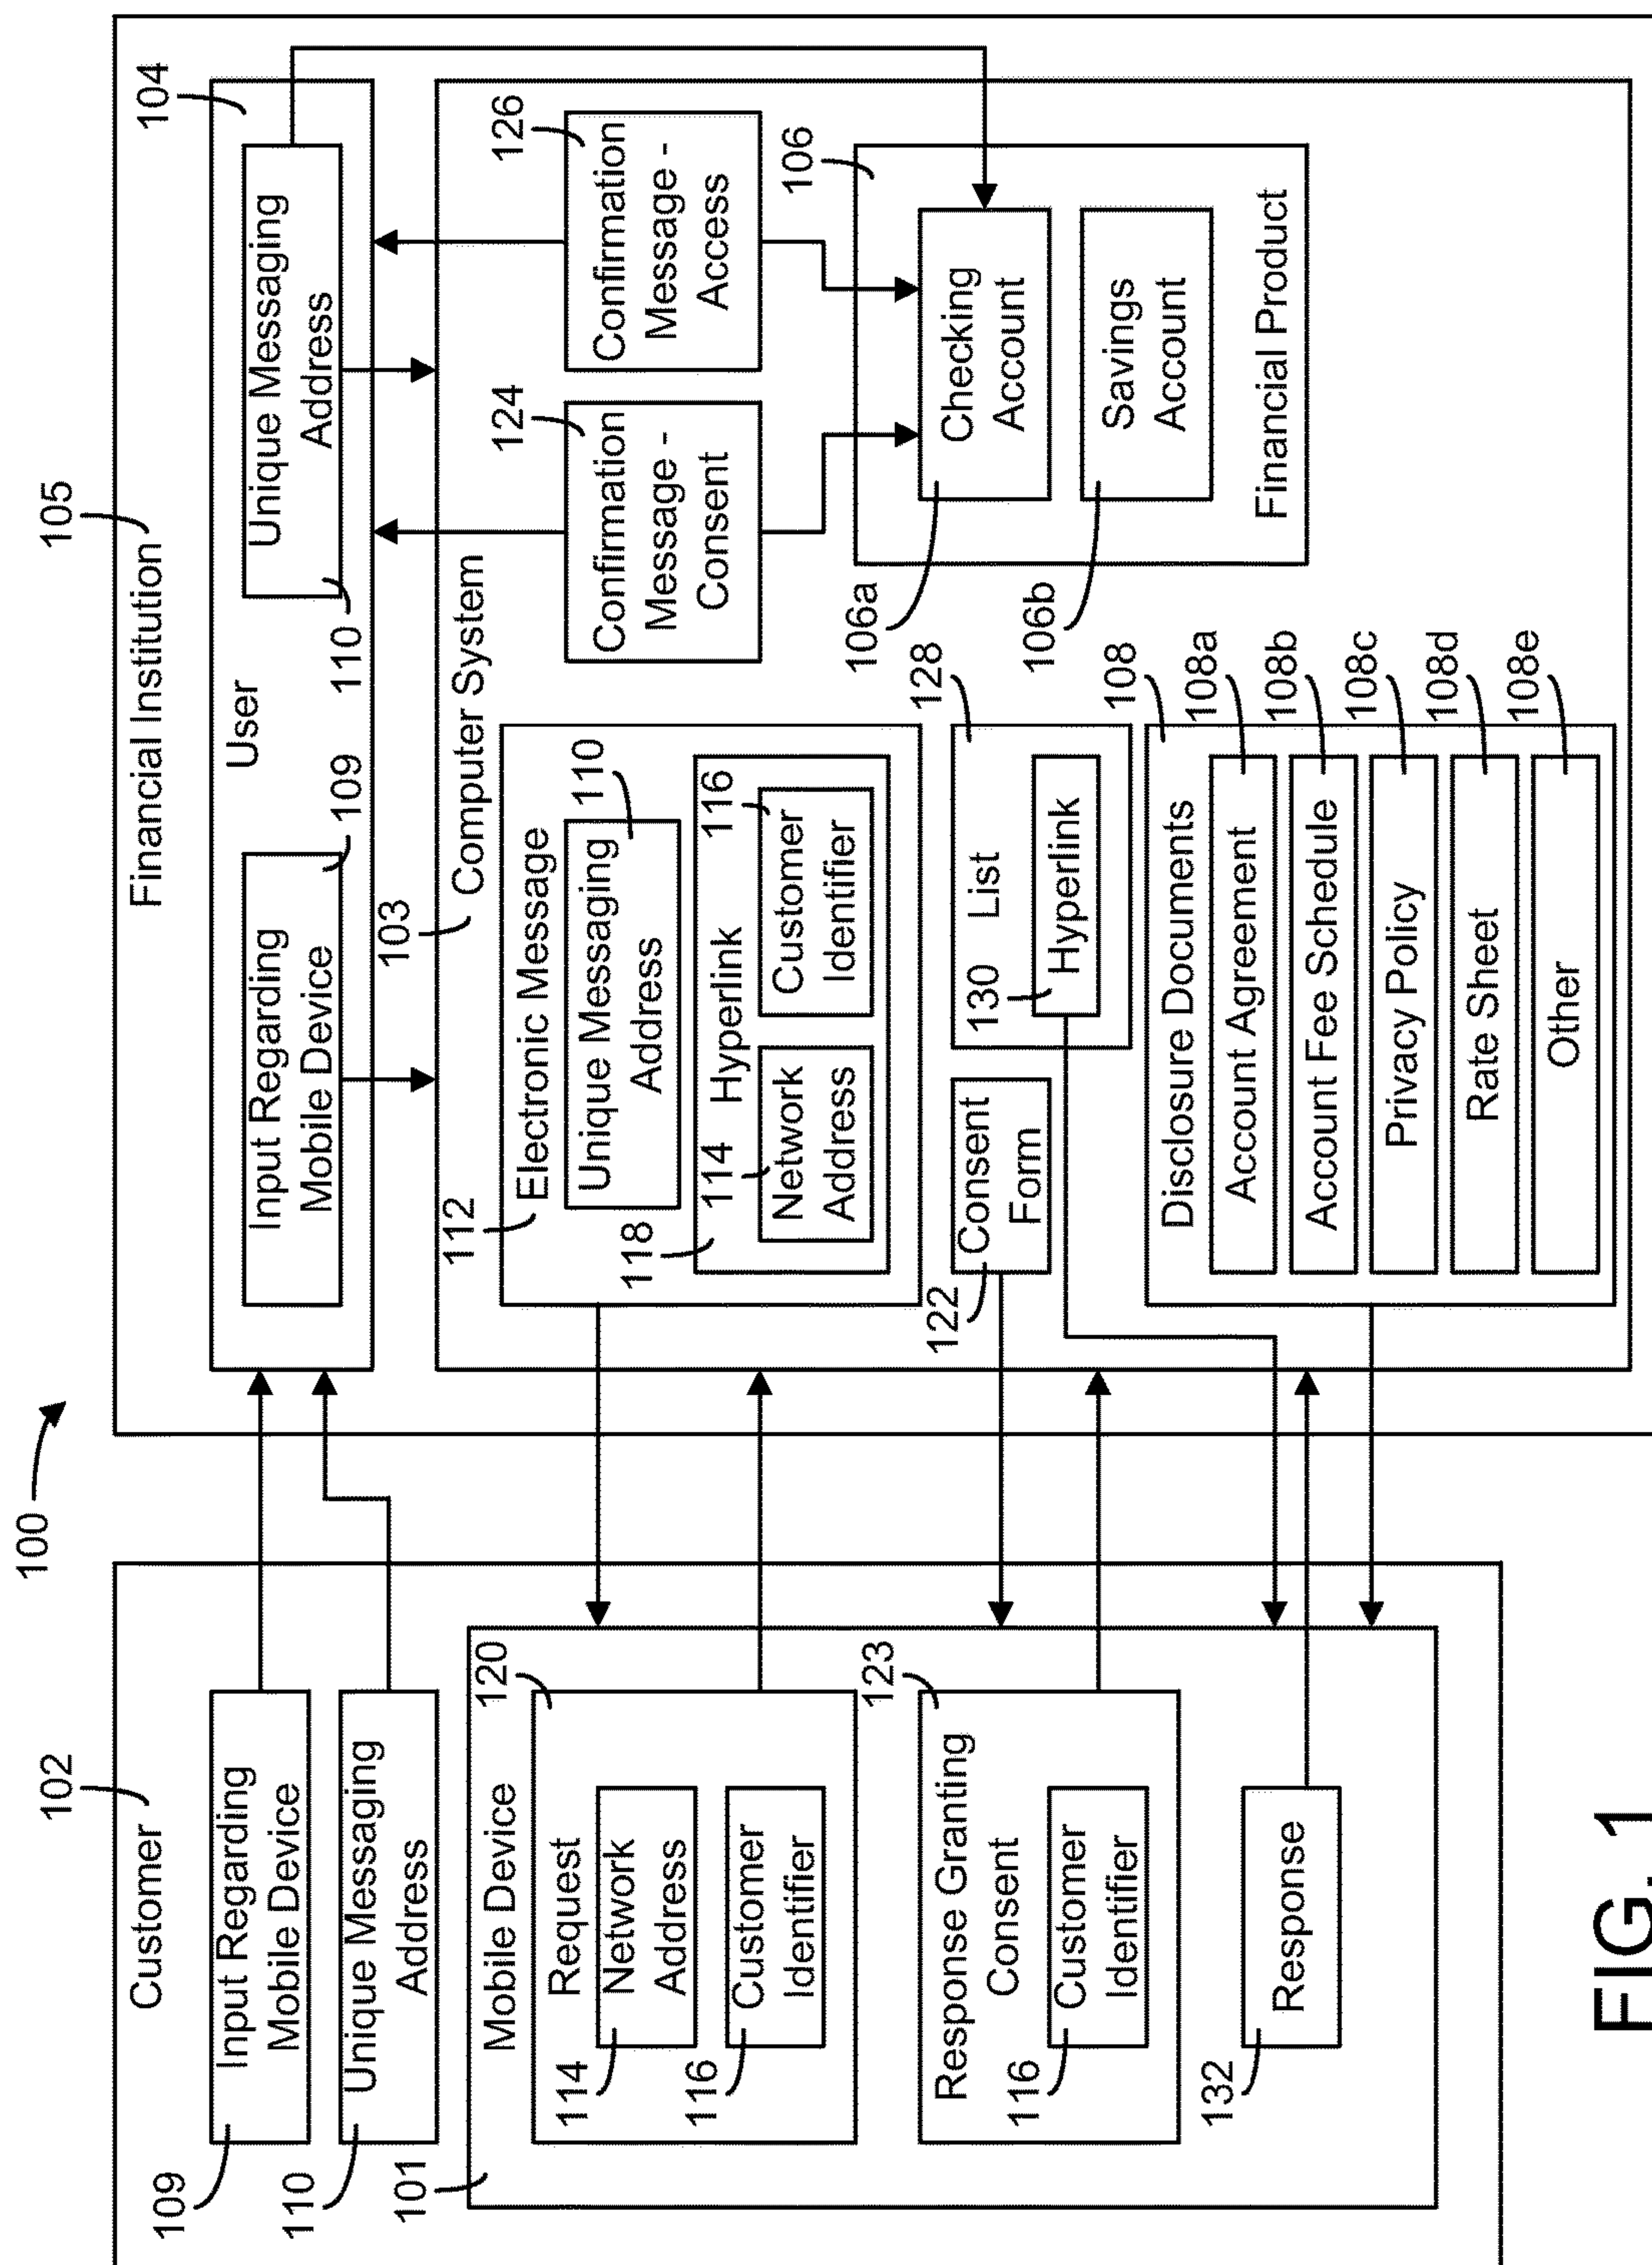 100
102
Customer
Input Regarding
Mobile Device
109
Unique Messaging
Address
110
101
Mobile Device
120
Request
Network
Address
114
Customer
Identifier
116
123
Response Granting
Consent
Customer
Identifier
116
Response
132
105
Financial Institution
104
User
Input Regarding
Mobile Device
109
Unique Messaging
Address
110
103
Computer System
112
Electronic Message
Unique Messaging
Address
110
118
Hyperlink
114
Network
Address
116
Customer
Identifier
124
Confirmation
Message -
Consent
126
Confirmation
Message -
Access
122
Consent
Form
128
List
130
Hyperlink
106
Checking
Account
106a
Savings
Account
106b
Financial Product
108
Disclosure Documents
Account Agreement
108a
Account Fee Schedule
108b
Privacy Policy
108c
Rate Sheet
108d
Other
108e
FIG. 1